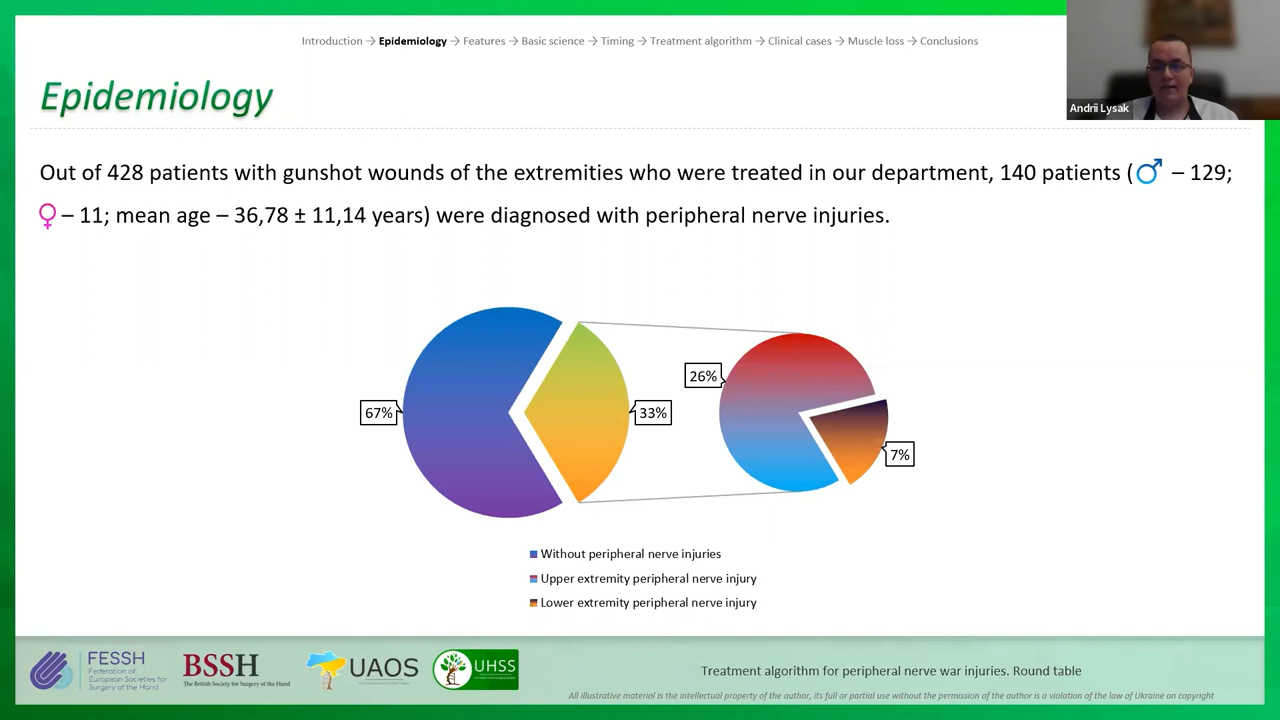 Introduction → Epidemiology → Features → Basic science → Timing → Treatment algorithm → Clinical cases → Muscle loss → Conclusions
Andrii Lysak
Epidemiology
Out of 428 patients with gunshot wounds of the extremities who were treated in our department, 140 patients (♂ – 129;
♀ – 11; mean age – 36,78 ± 11,14 years) were diagnosed with peripheral nerve injuries.
67%
33%
26%
7%
Without peripheral nerve injuries
Upper extremity peripheral nerve injury
Lower extremity peripheral nerve injury
FESSH
Federation of
European Societies for
Surgery of the Hand
BSSH
The British Society for Surgery of the Hand
UAOS
UHSS
Treatment algorithm for peripheral nerve war injuries. Round table
All illustrative material is the intellectual property of the author, its full or partial use without the permission of the author is a violation of the law of Ukraine on copyright